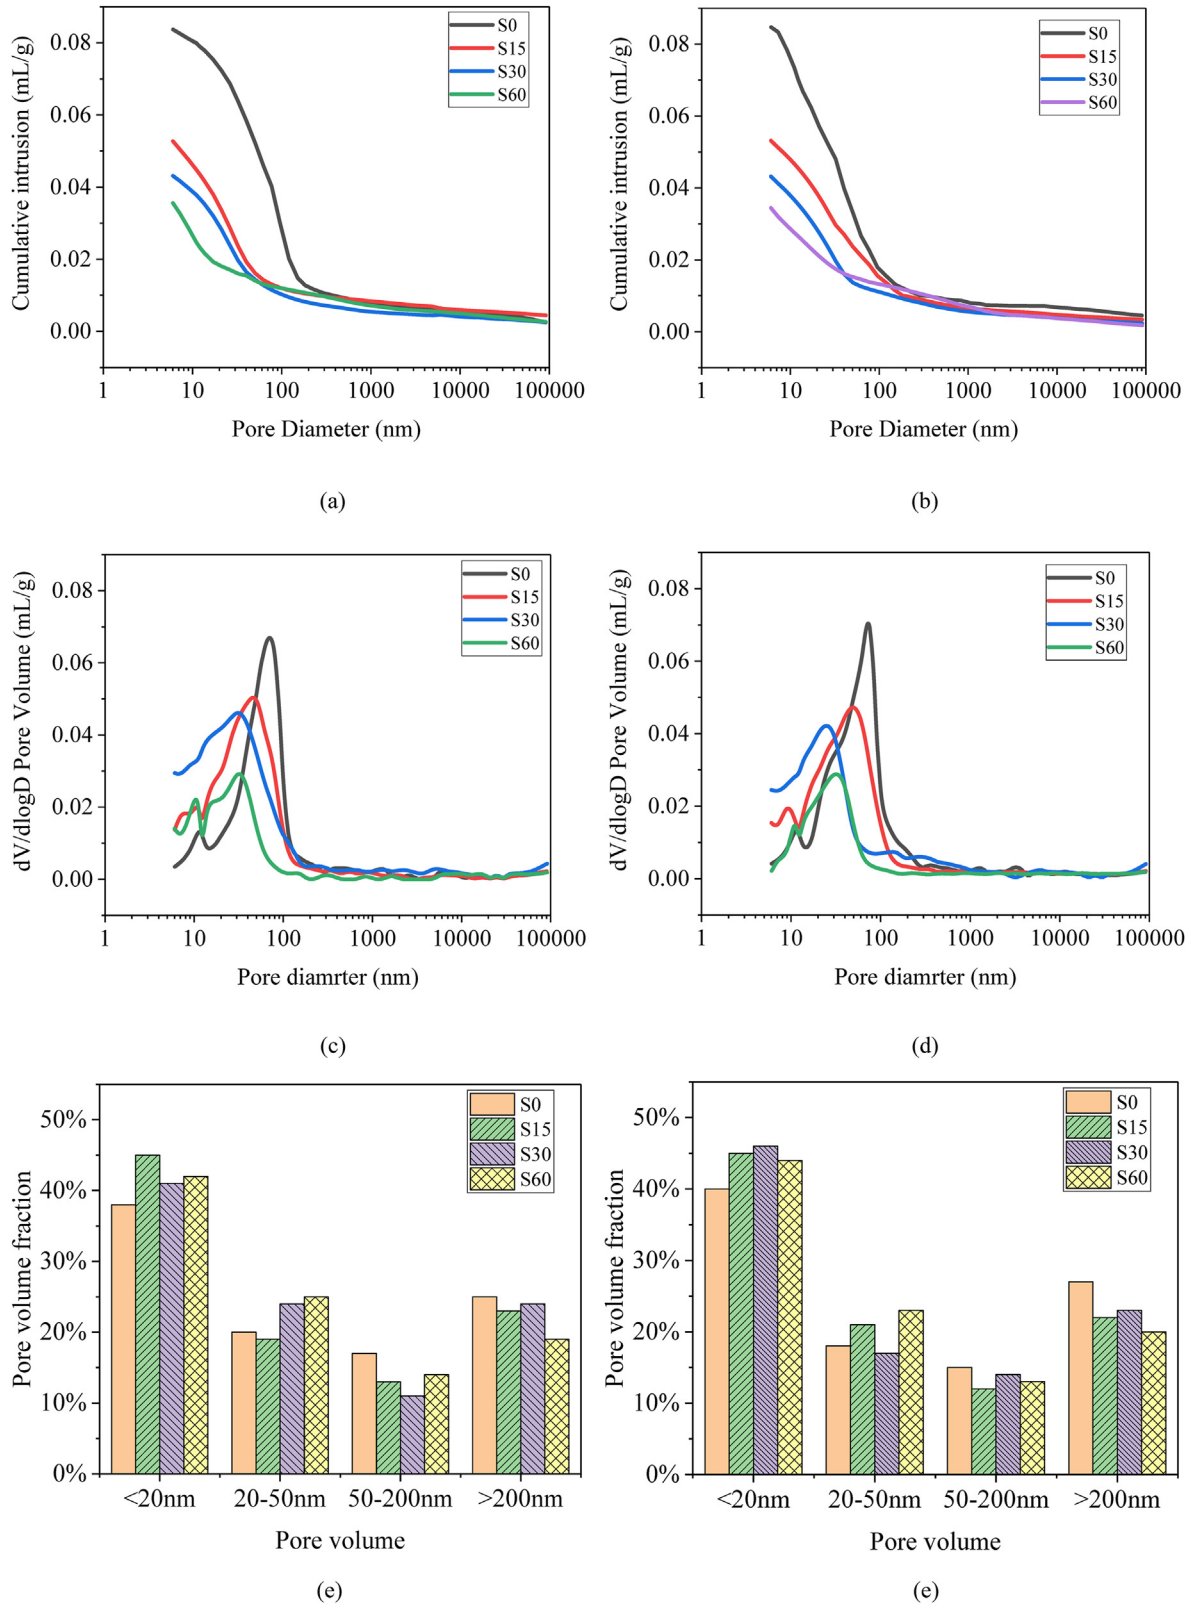 Cumulative intrusion (mL/g)
0.08
0.06
0.04
0.02
0.00
S0
S15
S30
S60
1 10 100 1000 10000 100000
Pore Diameter (nm)
(a)
Cumulative intrusion (mL/g)
0.08
0.06
0.04
0.02
0.00
S0
S15
S30
S60
1 10 100 1000 10000 100000
Pore Diameter (nm)
(b)
dV/dlogD Pore Volume (mL/g)
0.08
0.06
0.04
0.02
0.00
S0
S15
S30
S60
1 10 100 1000 10000 100000
Pore diamrter (nm)
(c)
dV/dlogD Pore Volume (mL/g)
0.08
0.06
0.04
0.02
0.00
S0
S15
S30
S60
1 10 100 1000 10000 100000
Pore diamrter (nm)
(d)
Pore volume fraction
50%
40%
30%
20%
10%
0%
S0
S15
S30
S60
<20nm 20-50nm 50-200nm >200nm
Pore volume
(e)
Pore volume fraction
50%
40%
30%
20%
10%
0%
S0
S15
S30
S60
<20nm 20-50nm 50-200nm >200nm
Pore volume
(e)